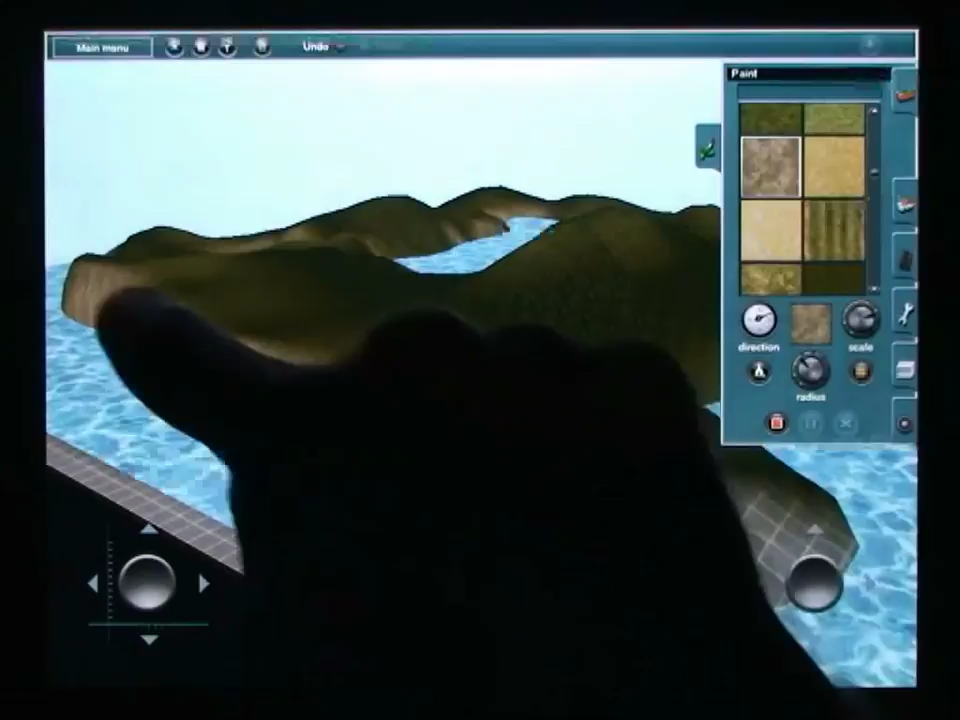 Main menu
Undo
Paint
direction
scale
radius